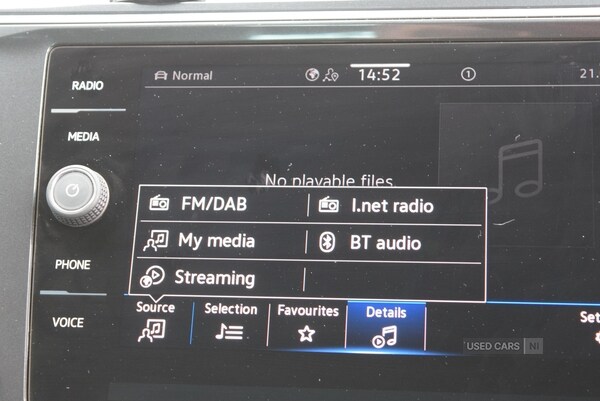 RADIO
Normal
14:52
1
21.
MEDIA
No playable files.
FM/DAB
I.net radio
My media
BT audio
PHONE
Streaming
VOICE
Source
Selection
Favourites
Details
Set
USED CARS NI